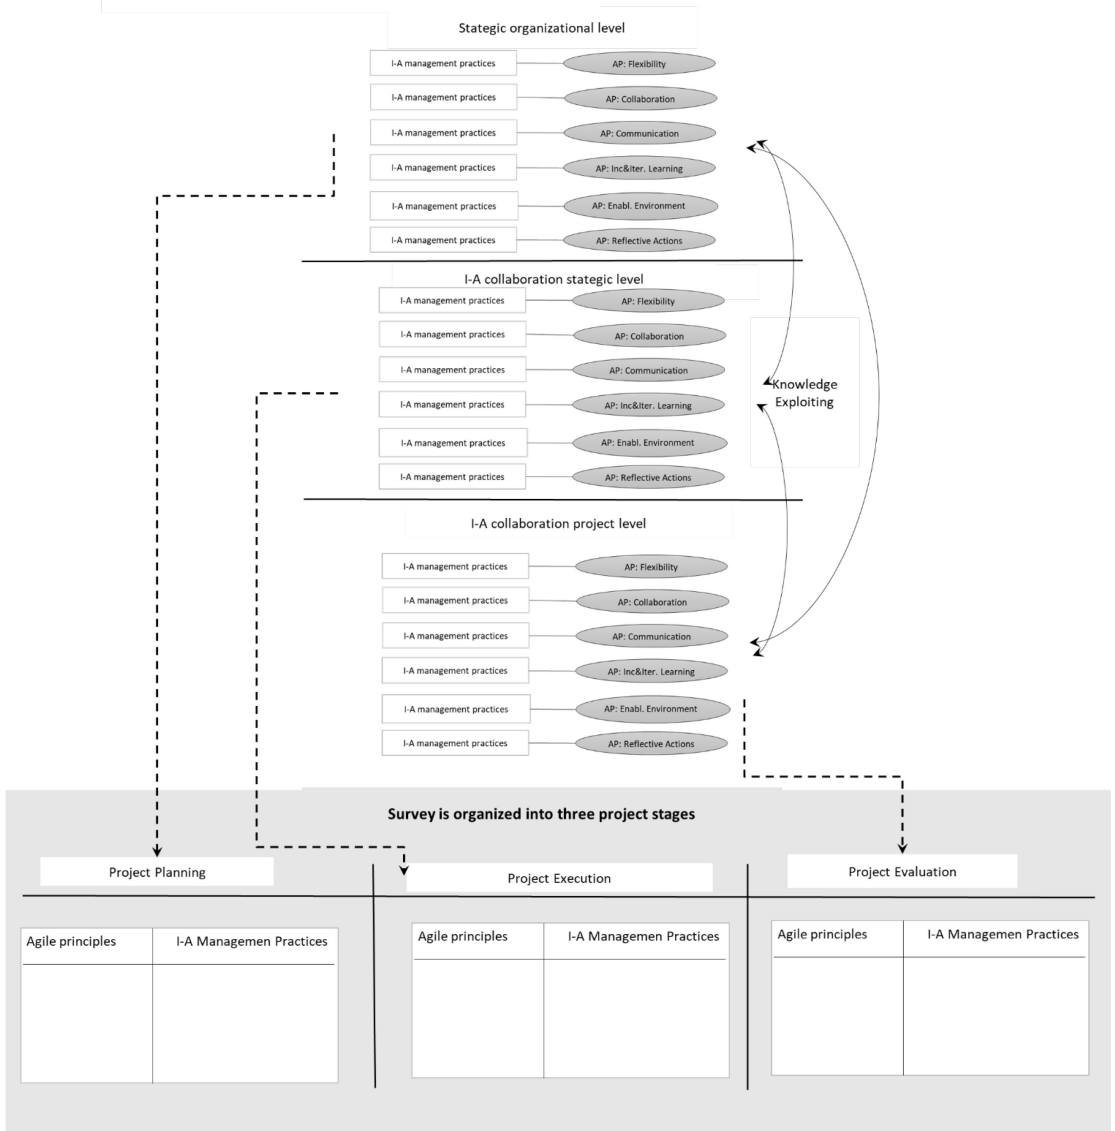 Stategic organizational level
I-A management practices AP: Flexibility
I-A management practices AP: Collaboration
I-A management practices AP: Communication
I-A management practices AP: Inc&Iter. Learning
I-A management practices AP: Enabl. Environment
I-A management practices AP: Reflective Actions
I-A collaboration stategic level
I-A management practices AP: Flexibility
I-A management practices AP: Collaboration
I-A management practices AP: Communication
I-A management practices AP: Inc&Iter. Learning
I-A management practices AP: Enabl. Environment
I-A management practices AP: Reflective Actions
Knowledge
Exploiting
I-A collaboration project level
I-A management practices AP: Flexibility
I-A management practices AP: Collaboration
I-A management practices AP: Communication
I-A management practices AP: Inc&Iter. Learning
I-A management practices AP: Enabl. Environment
I-A management practices AP: Reflective Actions
Survey is organized into three project stages
Project Planning
Project Execution
Project Evaluation
Agile principles I-A Managemen Practices
Agile principles I-A Managemen Practices
Agile principles I-A Managemen Practices